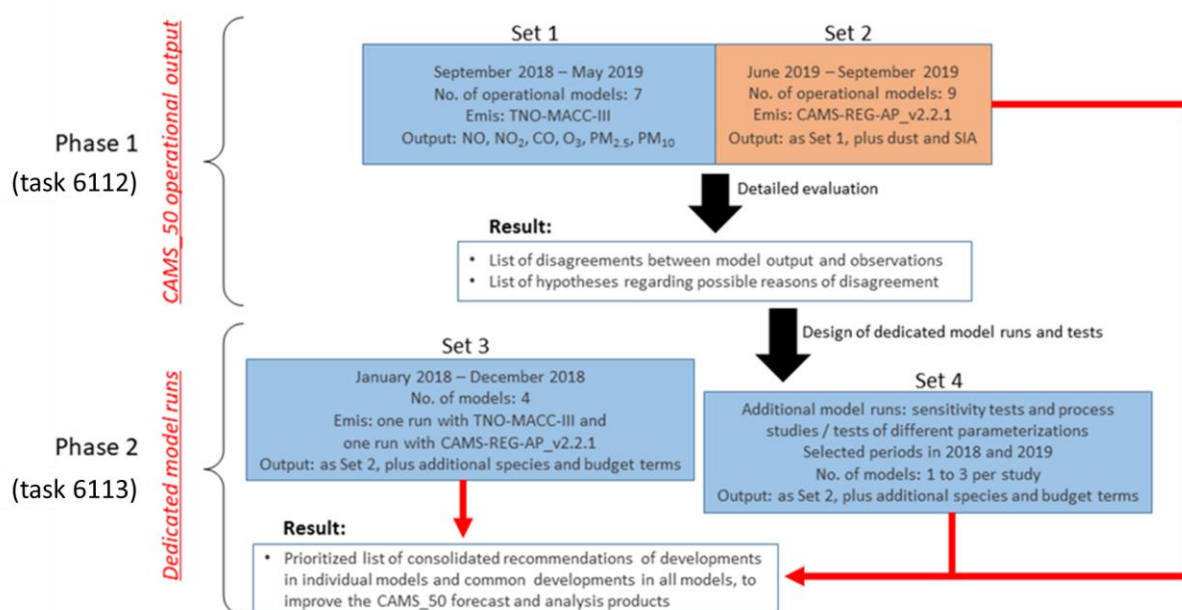 Set 1
September 2018 – May 2019
No. of operational models: 7
Emis: TNO-MACC-III
Output: NO, NO₂, CO, O₃, PM₂.₅, PM₁₀
Set 2
June 2019 – September 2019
No. of operational models: 9
Emis: CAMS-REG-AP_v2.2.1
Output: as Set 1, plus dust and SIA
Phase 1
(task 6112)
CAMS_50 operational output
Detailed evaluation
Result:
• List of disagreements between model output and observations
• List of hypotheses regarding possible reasons of disagreement
Design of dedicated model runs and tests
Phase 2
(task 6113)
Dedicated model runs
Set 3
January 2018 – December 2018
No. of models: 4
Emis: one run with TNO-MACC-III and
one run with CAMS-REG-AP_v2.2.1
Output: as Set 2, plus additional species and budget terms
Set 4
Additional model runs: sensitivity tests and process
studies / tests of different parameterizations
Selected periods in 2018 and 2019
No. of models: 1 to 3 per study
Output: as Set 2, plus additional species and budget terms
Result:
• Prioritized list of consolidated recommendations of developments
in individual models and common developments in all models, to
improve the CAMS_50 forecast and analysis products